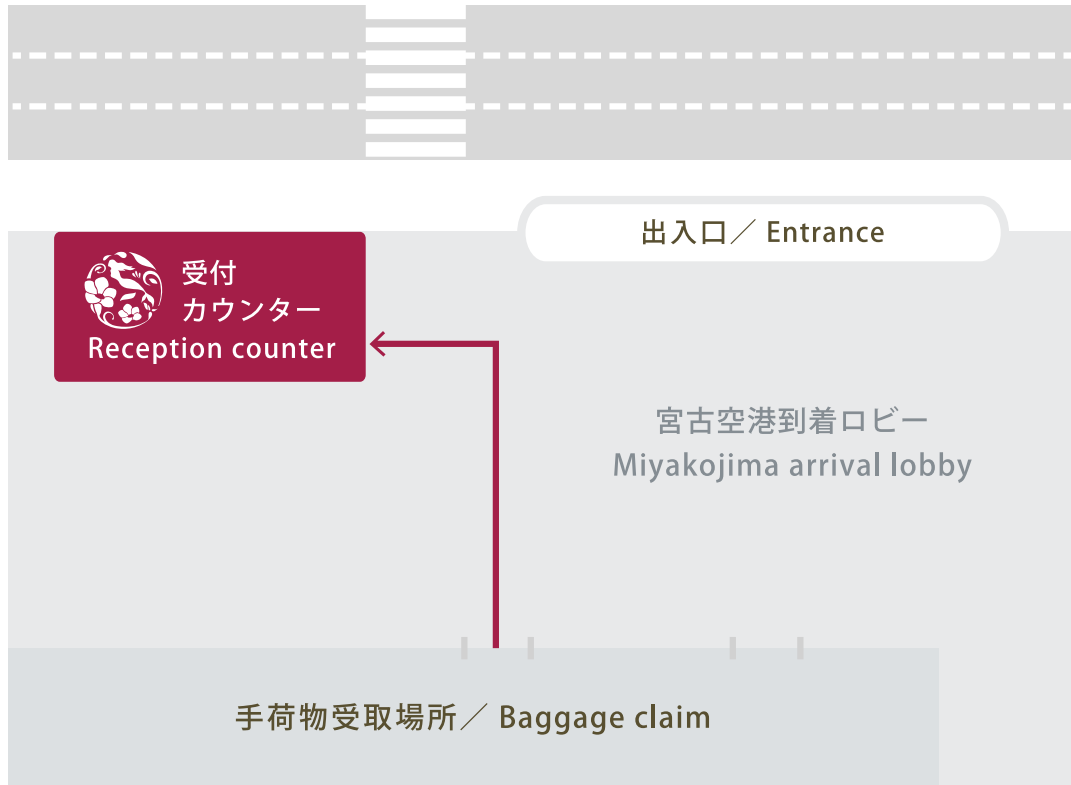 出入口／ Entrance
受付
カウンター
Reception counter
宮古空港到着ロビー
Miyakojima arrival lobby
手荷物受取場所／ Baggage claim